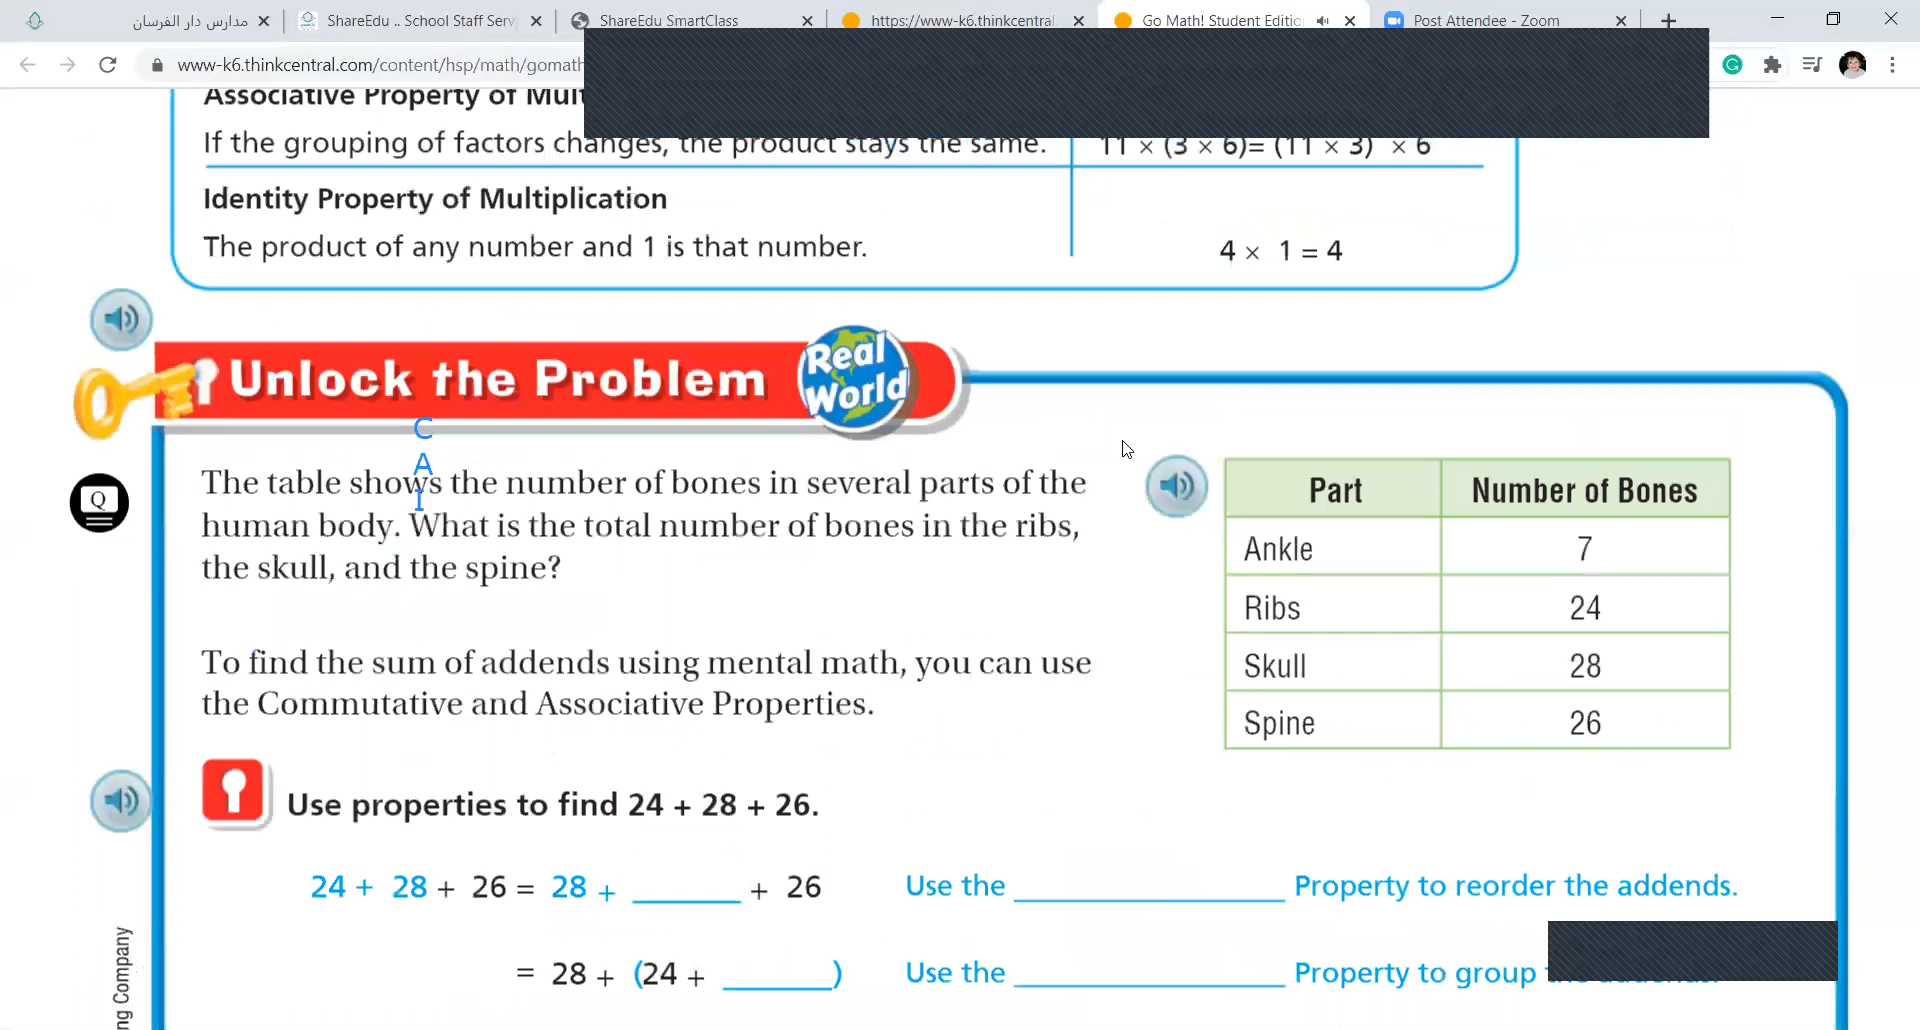 مدارس دار الفرسان
ShareEdu .. School Staff Serv
ShareEdu SmartClass
https://www-k6.thinkcentral
Go Math! Student Editio
Post Attendee - Zoom
www-k6.thinkcentral.com/content/hsp/math/gomath
Associative Property of Mult
If the grouping of factors changes, the product stays the same.
11 × (3 × 6)= (11 × 3) × 6
Identity Property of Multiplication
The product of any number and 1 is that number.
4 × 1 = 4
Unlock the Problem
Real
World
C
A
I
The table shows the number of bones in several parts of the
human body. What is the total number of bones in the ribs,
the skull, and the spine?
Q
Part Number of Bones
Ankle 7
Ribs 24
Skull 28
Spine 26
To find the sum of addends using mental math, you can use
the Commutative and Associative Properties.
Use properties to find 24 + 28 + 26.
24 + 28 + 26 = 28 + ______ + 26 Use the ______ Property to reorder the addends.
= 28 + (24 + ______) Use the ______ Property to group
ng Company